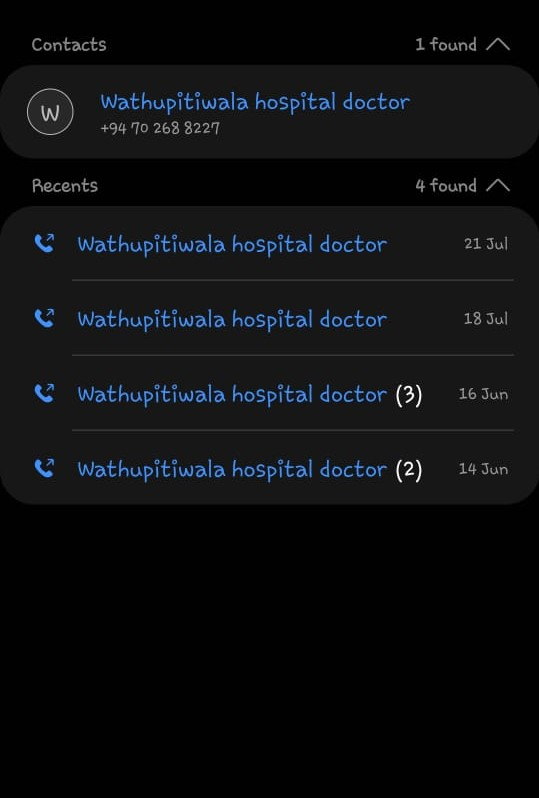 Contacts 1 found
W
Wathupitiwala hospital doctor
+94 70 268 8227
Recents 4 found
Wathupitiwala hospital doctor 21 Jul
Wathupitiwala hospital doctor 18 Jul
Wathupitiwala hospital doctor (3) 16 Jun
Wathupitiwala hospital doctor (2) 14 Jun